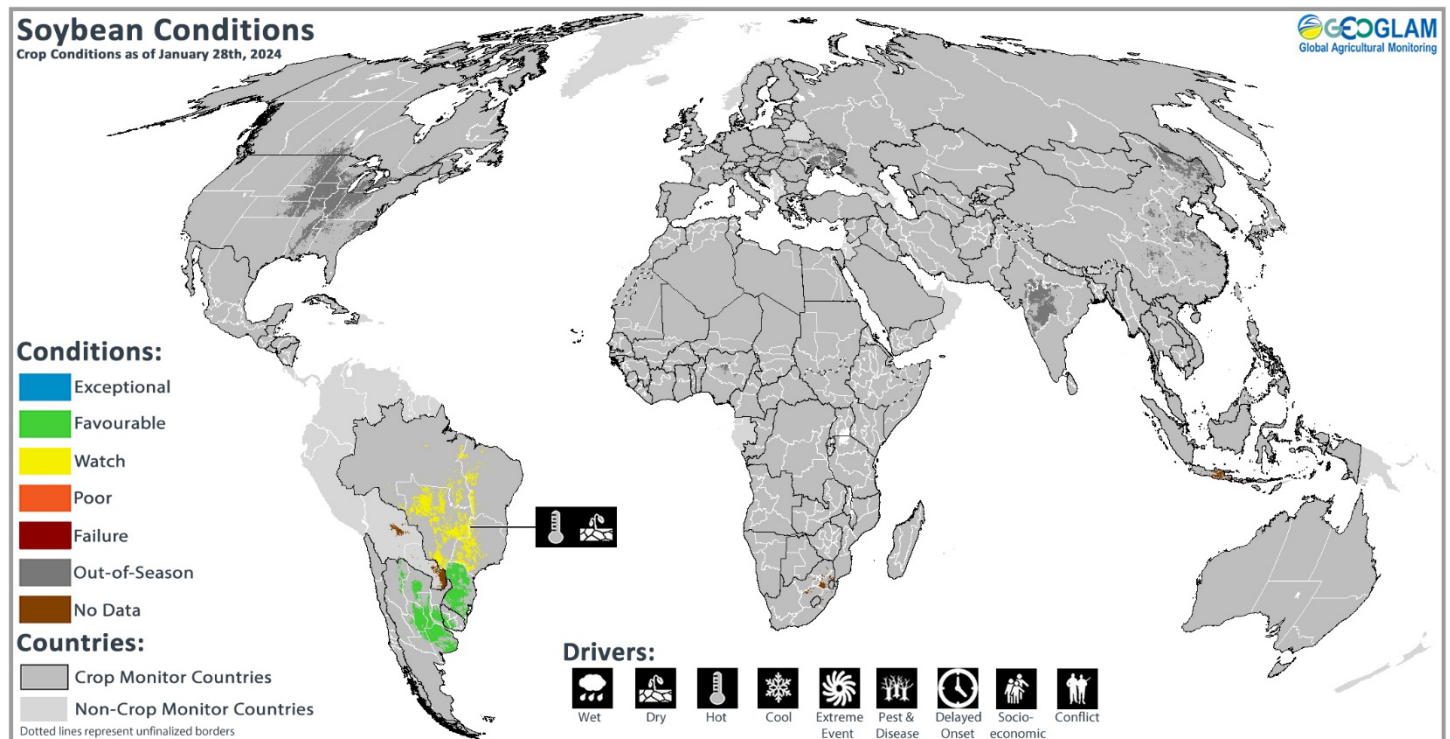 Soybean Conditions
Crop Conditions as of January 28th, 2024
GEOGLAM
Global Agricultural Monitoring
Conditions:
Exceptional
Favourable
Watch
Poor
Failure
Out-of-Season
No Data
Countries:
Crop Monitor Countries
Non-Crop Monitor Countries
Dotted lines represent unfinalized borders
Drivers:
Wet
Dry
Hot
Cool
Extreme
Event
Pest &
Disease
Delayed
Onset
Socio-
economic
Conflict